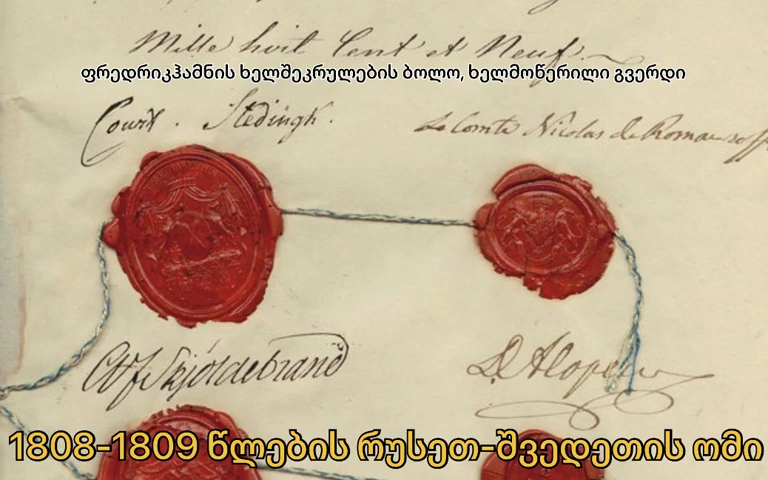 Mille huit Cent et Neuf.
ფრედრიკჰამნის ხელშეკრულების ბოლო, ხელმოწერილი გვერდი
Court. Stedingk.
Le Comte Nicolas de Romanzoff
Skjöldebrand
D. Alopeus
1808-1809 წლების რუსეთ-შვედეთის ომი